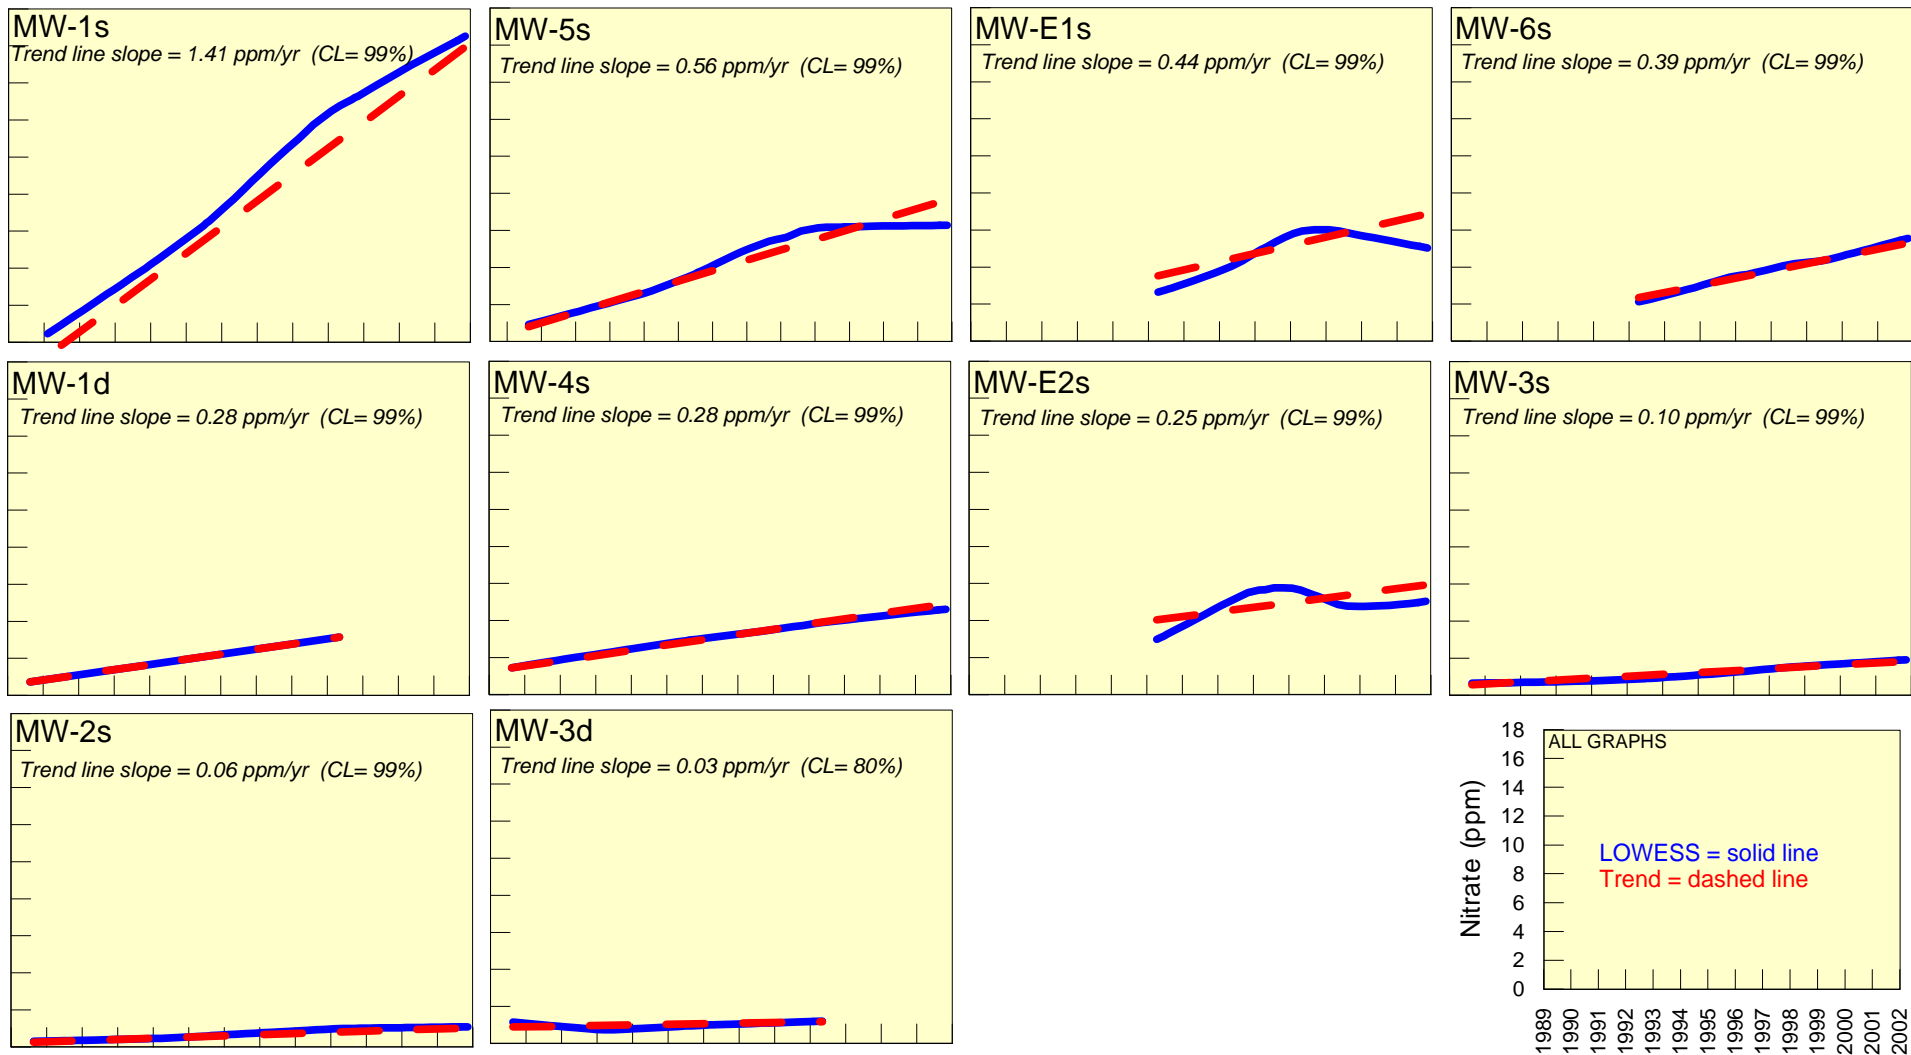 MW-1s
Trend line slope = 1.41 ppm/yr (CL= 99%)
MW-5s
Trend line slope = 0.56 ppm/yr (CL= 99%)
MW-E1s
Trend line slope = 0.44 ppm/yr (CL= 99%)
MW-6s
Trend line slope = 0.39 ppm/yr (CL= 99%)
MW-1d
Trend line slope = 0.28 ppm/yr (CL= 99%)
MW-4s
Trend line slope = 0.28 ppm/yr (CL= 99%)
MW-E2s
Trend line slope = 0.25 ppm/yr (CL= 99%)
MW-3s
Trend line slope = 0.10 ppm/yr (CL= 99%)
MW-2s
Trend line slope = 0.06 ppm/yr (CL= 99%)
MW-3d
Trend line slope = 0.03 ppm/yr (CL= 80%)
ALL GRAPHS
LOWESS = solid line
Trend = dashed line
Nitrate (ppm)
18
16
14
12
10
8
6
4
2
0
1989
1990
1991
1992
1993
1994
1995
1996
1997
1998
1999
2000
2001
2002